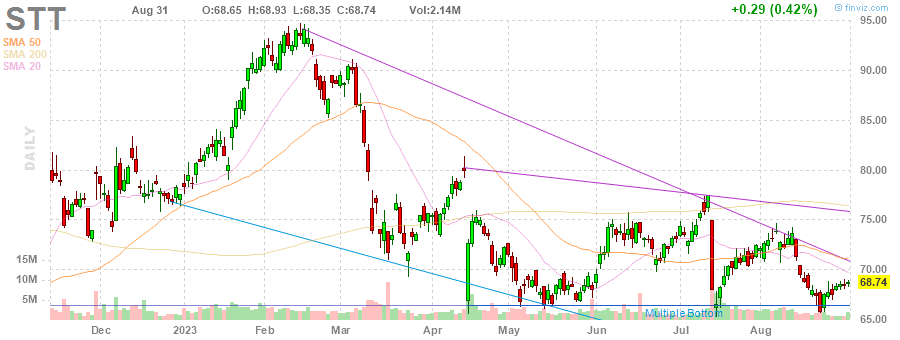 STT Aug 31 O:68.65 H:68.93 L:68.35 C:68.74 Vol:2.14M +0.29 (0.42%) © finviz.com
SMA 50
SMA 200
SMA 20
DAILY
95.00
90.00
85.00
80.00
75.00
15M 70.00
10M 68.74
5M
Multiple Bottom
65.00
Dec 2023 Feb Mar Apr May Jun Jul Aug